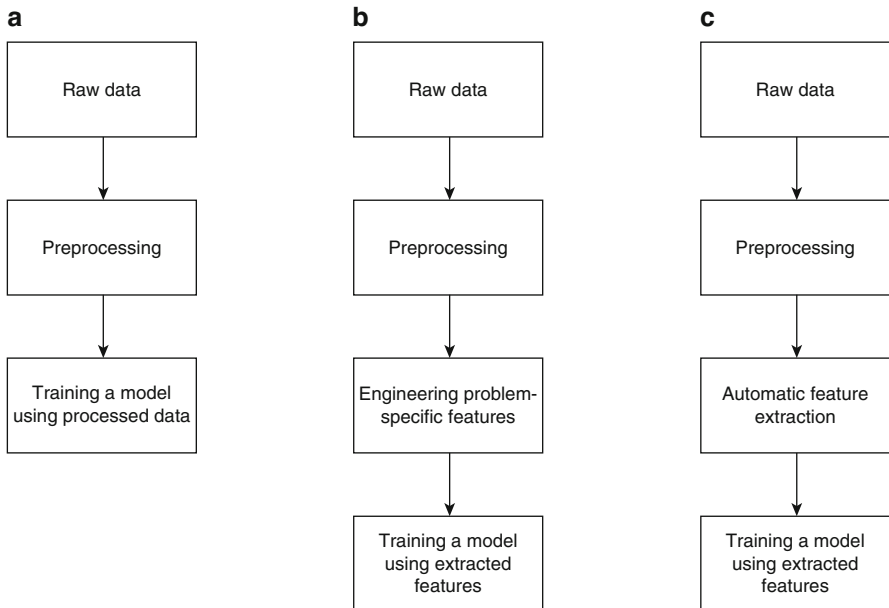 a
Raw data
Preprocessing
Training a model
using processed data
b
Raw data
Preprocessing
Engineering problem-
specific features
Training a model
using extracted
features
c
Raw data
Preprocessing
Automatic feature
extraction
Training a model
using extracted
features